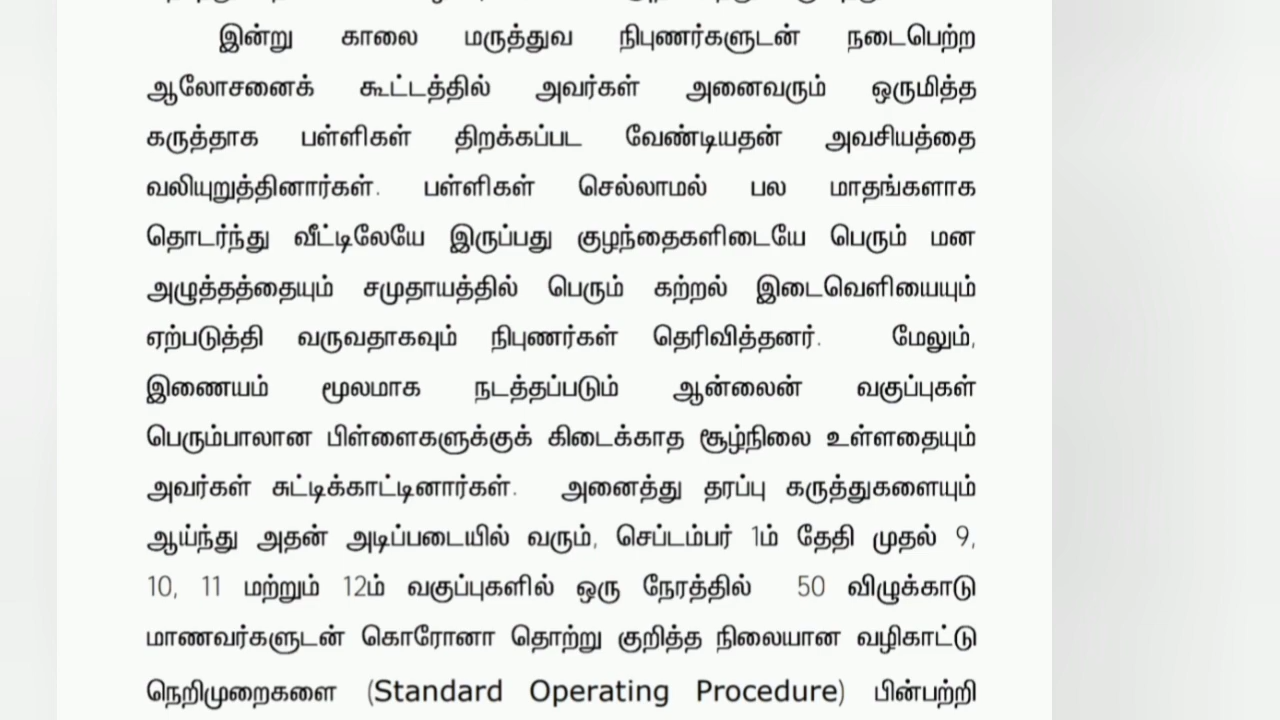 இன்று காலை மருத்துவ நிபுணர்களுடன் நடைபெற்ற
ஆலோசனைக் கூட்டத்தில் அவர்கள் அனைவரும் ஒருமித்த
கருத்தாக பள்ளிகள் திறக்கப்பட வேண்டியதன் அவசியத்தை
வலியுறுத்தினார்கள். பள்ளிகள் செல்லாமல் பல மாதங்களாக
தொடர்ந்து வீட்டிலேயே இருப்பது குழந்தைகளிடையே பெரும் மன
அழுத்தத்தையும் சமுதாயத்தில் பெரும் கற்றல் இடைவெளியையும்
ஏற்படுத்தி வருவதாகவும் நிபுணர்கள் தெரிவித்தனர். மேலும்,
இணையம் மூலமாக நடத்தப்படும் ஆன்லைன் வகுப்புகள்
பெரும்பாலான பிள்ளைகளுக்குக் கிடைக்காத சூழ்நிலை உள்ளதையும்
அவர்கள் சுட்டிக்காட்டினார்கள். அனைத்து தரப்பு கருத்துகளையும்
ஆய்ந்து அதன் அடிப்படையில் வரும், செப்டம்பர் 1ம் தேதி முதல் 9,
10, 11 மற்றும் 12ம் வகுப்புகளில் ஒரு நேரத்தில் 50 விழுக்காடு
மாணவர்களுடன் கொரோனா தொற்று குறித்த நிலையான வழிகாட்டு
நெறிமுறைகளை (Standard Operating Procedure) பின்பற்றி